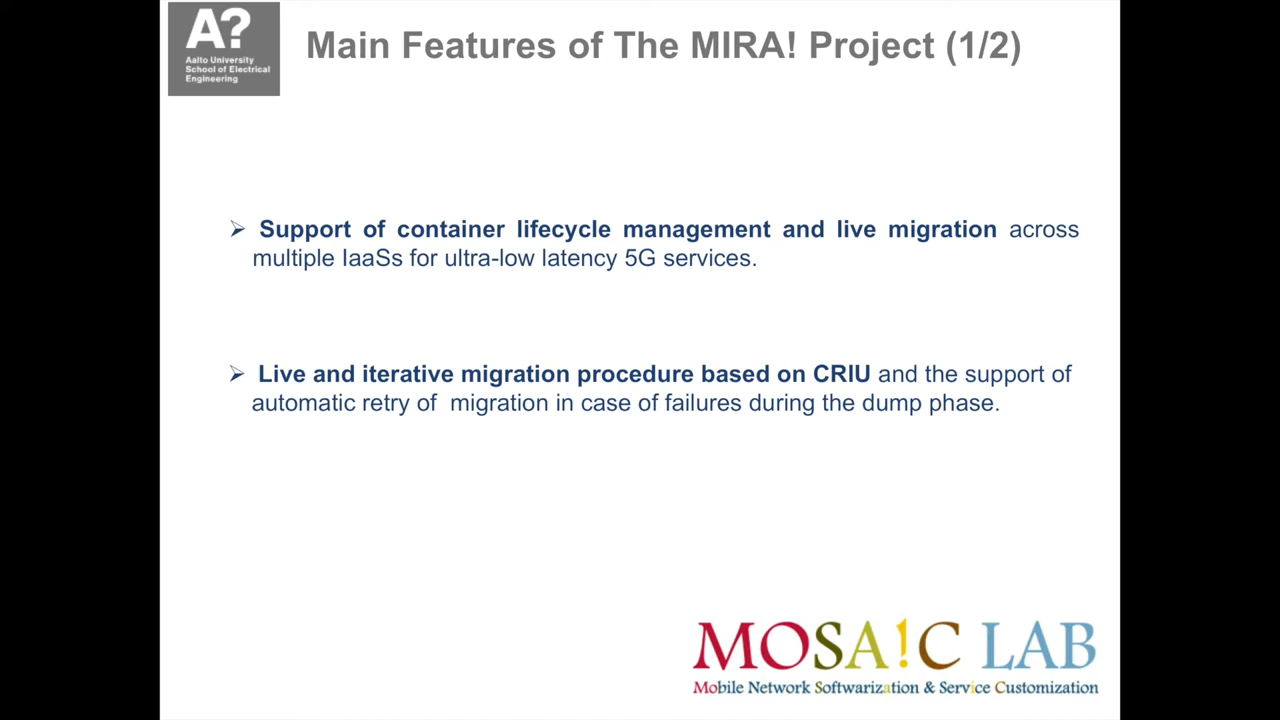 A?
Aalto University
School of Electrical
Engineering
Main Features of The MIRA! Project (1/2)
➢ Support of container lifecycle management and live migration across
multiple IaaSs for ultra-low latency 5G services.
➢ Live and iterative migration procedure based on CRIU and the support of
automatic retry of migration in case of failures during the dump phase.
MOSA!C LAB
Mobile Network Softwarization & Service Customization